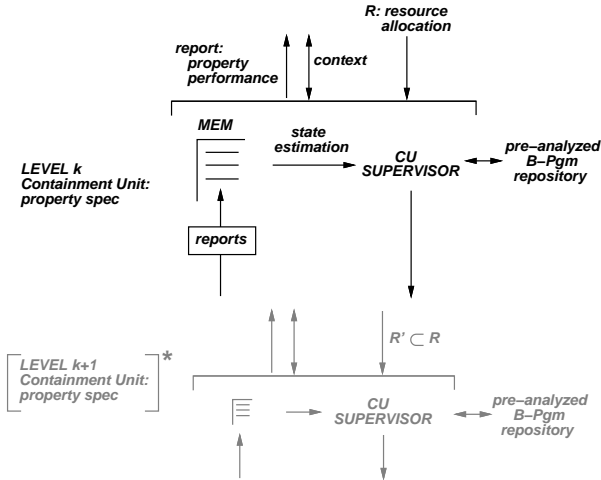 R: resource
allocation
report:
property
performance
context
MEM
state
estimation
CU
SUPERVISOR
pre−analyzed
B−Pgm
repository
LEVEL k
Containment Unit:
property spec
reports
R' ⊂ R
LEVEL k+1
Containment Unit:
property spec
*
CU
SUPERVISOR
pre−analyzed
B−Pgm
repository